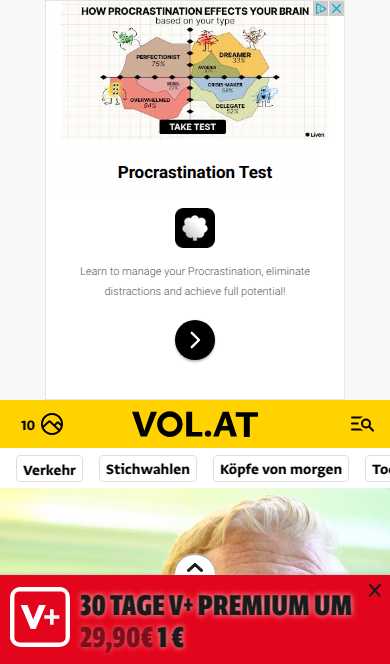 HOW PROCRASTINATION EFFECTS YOUR BRAIN
based on your type
PERFECTIONIST
75%
DREAMER
33%
AVOIDER
CRISIS-MAKER
OVERWHELMED
94%
DELEGATE
52%
TAKE TEST
Liven
Procrastination Test
Learn to manage your Procrastination, eliminate
distractions and achieve full potential!
10
VOL.AT
Verkehr
Stichwahlen
Köpfe von morgen
V+
30 TAGE V+ PREMIUM UM
29,90€ 1 €